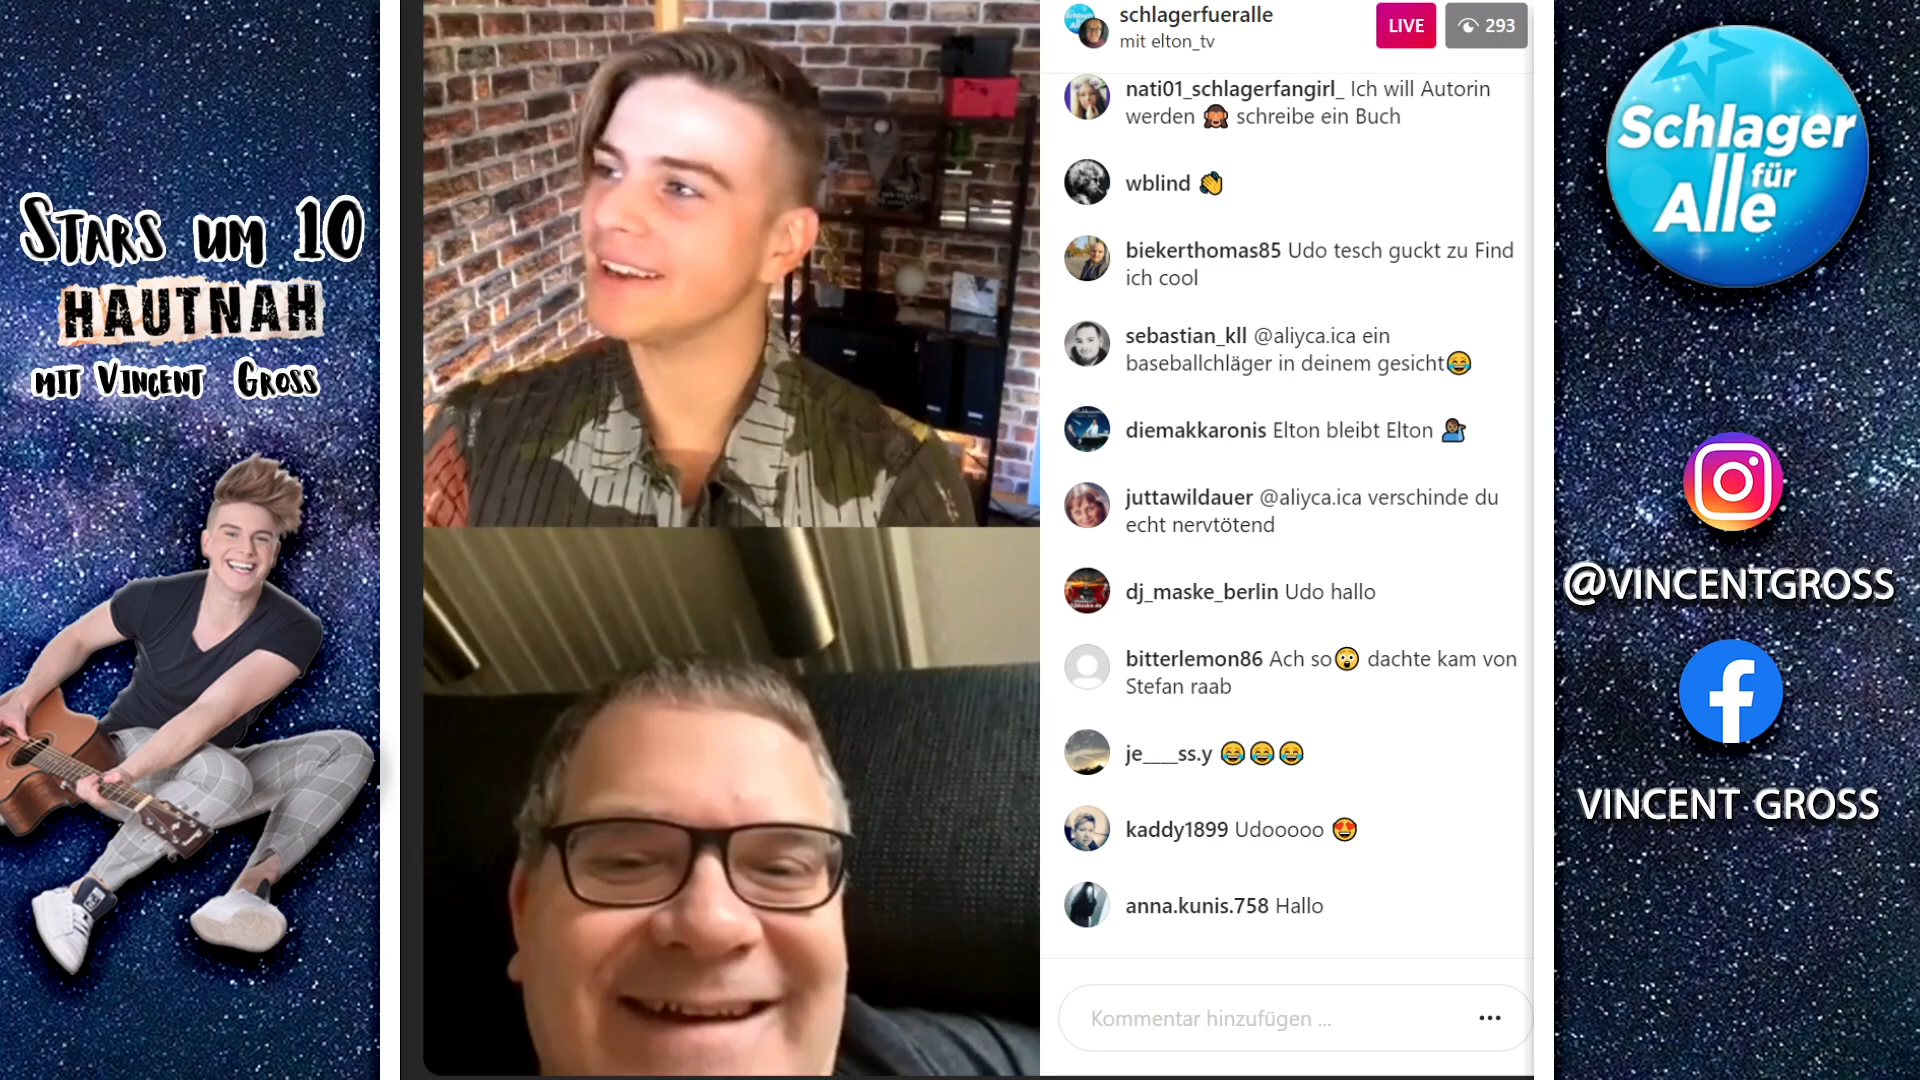 STARS UM 10
HAUTNAH
MIT VINCENT GROSS
schlagerfueralle
mit elton_tv
LIVE
293
nati01_schlagerfangirl_ Ich will Autorin
werden 🙈 schreibe ein Buch
wblind 👏
biekerthomas85 Udo tesch guckt zu Find
ich cool
sebastian_kll @aliyca.ica ein
baseballchläger in deinem gesicht😂
diemakkaronis Elton bleibt Elton 💁🏾‍♂️
juttawildauer @aliyca.ica verschinde du
echt nervtötend
dj_maske_berlin Udo hallo
bitterlemon86 Ach so😲 dachte kam von
Stefan raab
je____ss.y 😂😂😂
kaddy1899 Udooooo 😍
anna.kunis.758 Hallo
Kommentar hinzufügen ...
Schlager
für
Alle
@VINCENTGROSS
VINCENT GROSS